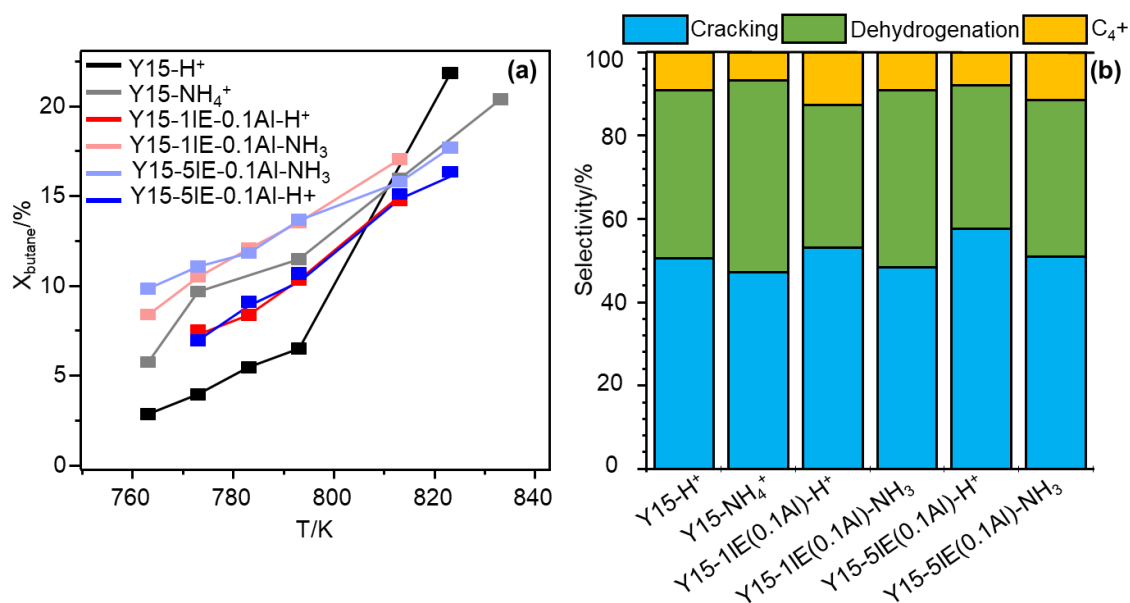 (a)
Y15-H⁺
Y15-NH₄⁺
Y15-1IE-0.1Al-H⁺
Y15-1IE-0.1Al-NH₃
Y15-5IE-0.1Al-NH₃
Y15-5IE-0.1Al-H+
X_butane/%
20
15
10
5
0
760
780
800
820
840
T/K
Cracking
Dehydrogenation
C₄+
(b)
Selectivity/%
100
80
60
40
20
0
Y15-H⁺
Y15-NH₄⁺
Y15-1IE(0.1Al)-H⁺
Y15-1IE(0.1Al)-NH₃
Y15-5IE(0.1Al)-H⁺
Y15-5IE(0.1Al)-NH₃